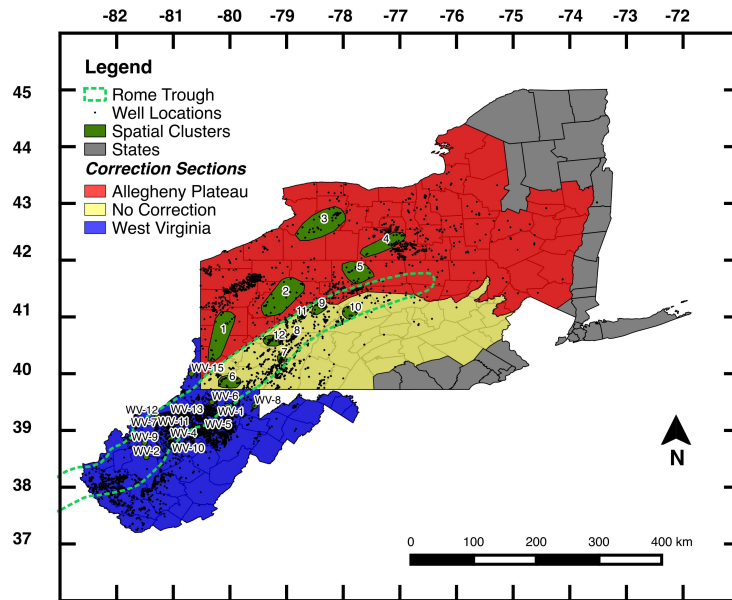 -82 -81 -80 -79 -78 -77 -76 -75 -74 -73 -72
45
44
43
42
41
40
39
38
37
Legend
Rome Trough
Well Locations
Spatial Clusters
States
Correction Sections
Allegheny Plateau
No Correction
West Virginia
3
4
5
2
9
11
10
1
8
12
7
6
WV-15
WV-6
WV-8
WV-12
WV-13
WV-1
WV-7
WV-11
WV-5
WV-9
WV-4
WV-2
WV-10
N
0 100 200 300 400 km